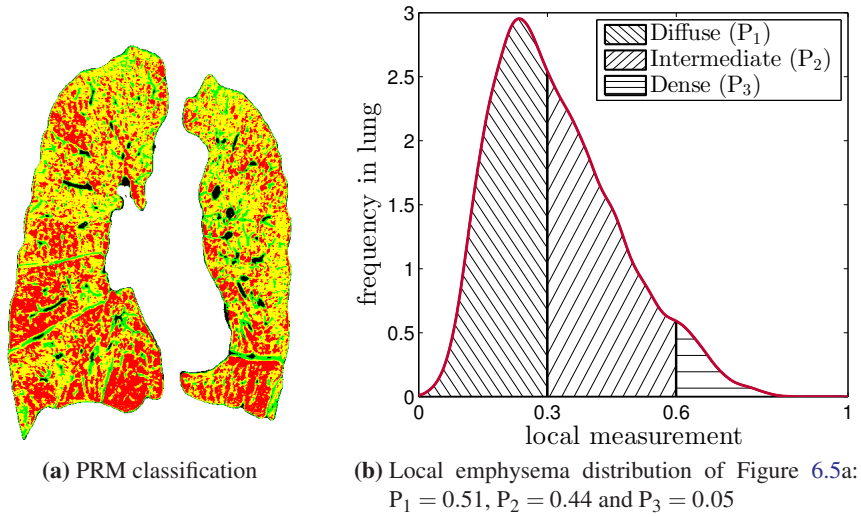 3
2.5
2
1.5
1
0.5
0
0
0.3
0.6
1
frequency in lung
local measurement
Diffuse (P₁)
Intermediate (P₂)
Dense (P₃)
(a) PRM classification
(b) Local emphysema distribution of Figure 6.5a:
P₁ = 0.51, P₂ = 0.44 and P₃ = 0.05